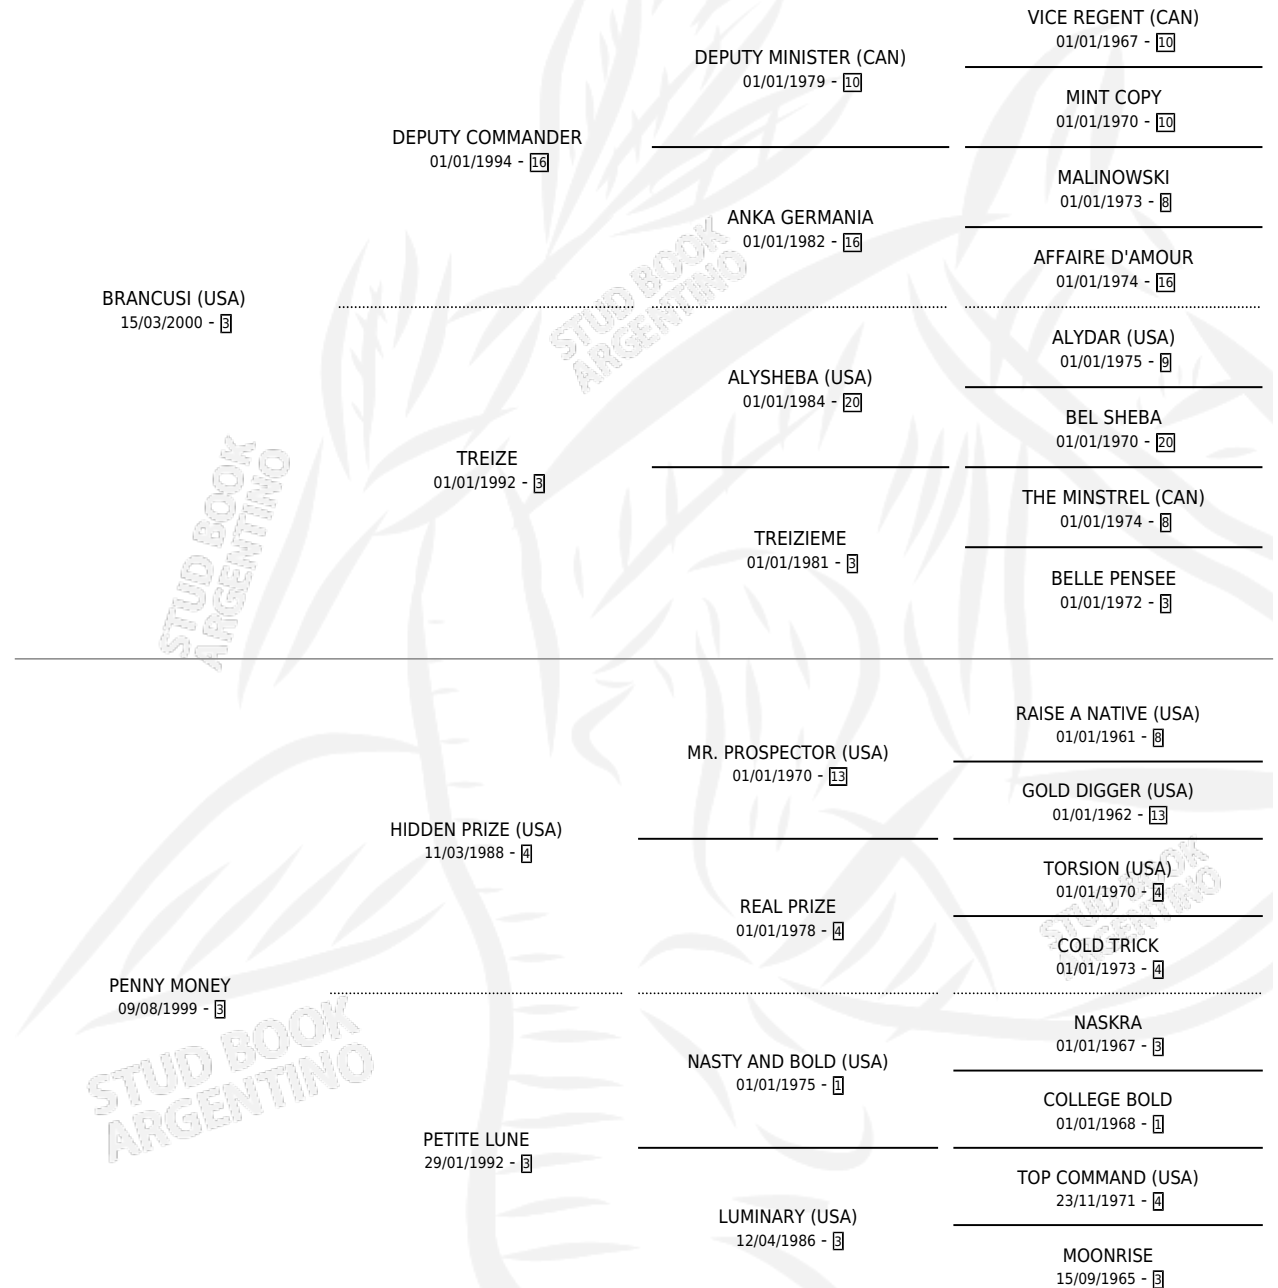 VICE REGENT (CAN)
01/01/1967 - 10
DEPUTY MINISTER (CAN)
01/01/1979 - 10
MINT COPY
01/01/1970 - 10
DEPUTY COMMANDER
01/01/1994 - 16
MALINOWSKI
01/01/1973 - 8
ANKA GERMANIA
01/01/1982 - 16
AFFAIRE D'AMOUR
01/01/1974 - 16
BRANCUSI (USA)
15/03/2000 - 3
STUD BOOK
ARGENTINO
ALYDAR (USA)
01/01/1975 - 9
ALYSHEBA (USA)
01/01/1984 - 20
BEL SHEBA
01/01/1970 - 20
TREIZE
01/01/1992 - 3
THE MINSTREL (CAN)
01/01/1974 - 8
TREIZIEME
01/01/1981 - 3
BELLE PENSEE
01/01/1972 - 3
STUD BOOK
ARGENTINO
RAISE A NATIVE (USA)
01/01/1961 - 8
MR. PROSPECTOR (USA)
01/01/1970 - 13
GOLD DIGGER (USA)
01/01/1962 - 13
HIDDEN PRIZE (USA)
11/03/1988 - 4
TORSION (USA)
01/01/1970 - 4
REAL PRIZE
01/01/1978 - 4
STUD BOOK
ARGENTINO
COLD TRICK
01/01/1973 - 4
PENNY MONEY
09/08/1999 - 3
STUD BOOK
ARGENTINO
NASKRA
01/01/1967 - 3
NASTY AND BOLD (USA)
01/01/1975 - 1
COLLEGE BOLD
01/01/1968 - 1
PETITE LUNE
29/01/1992 - 3
TOP COMMAND (USA)
23/11/1971 - 4
LUMINARY (USA)
12/04/1986 - 3
MOONRISE
15/09/1965 - 3